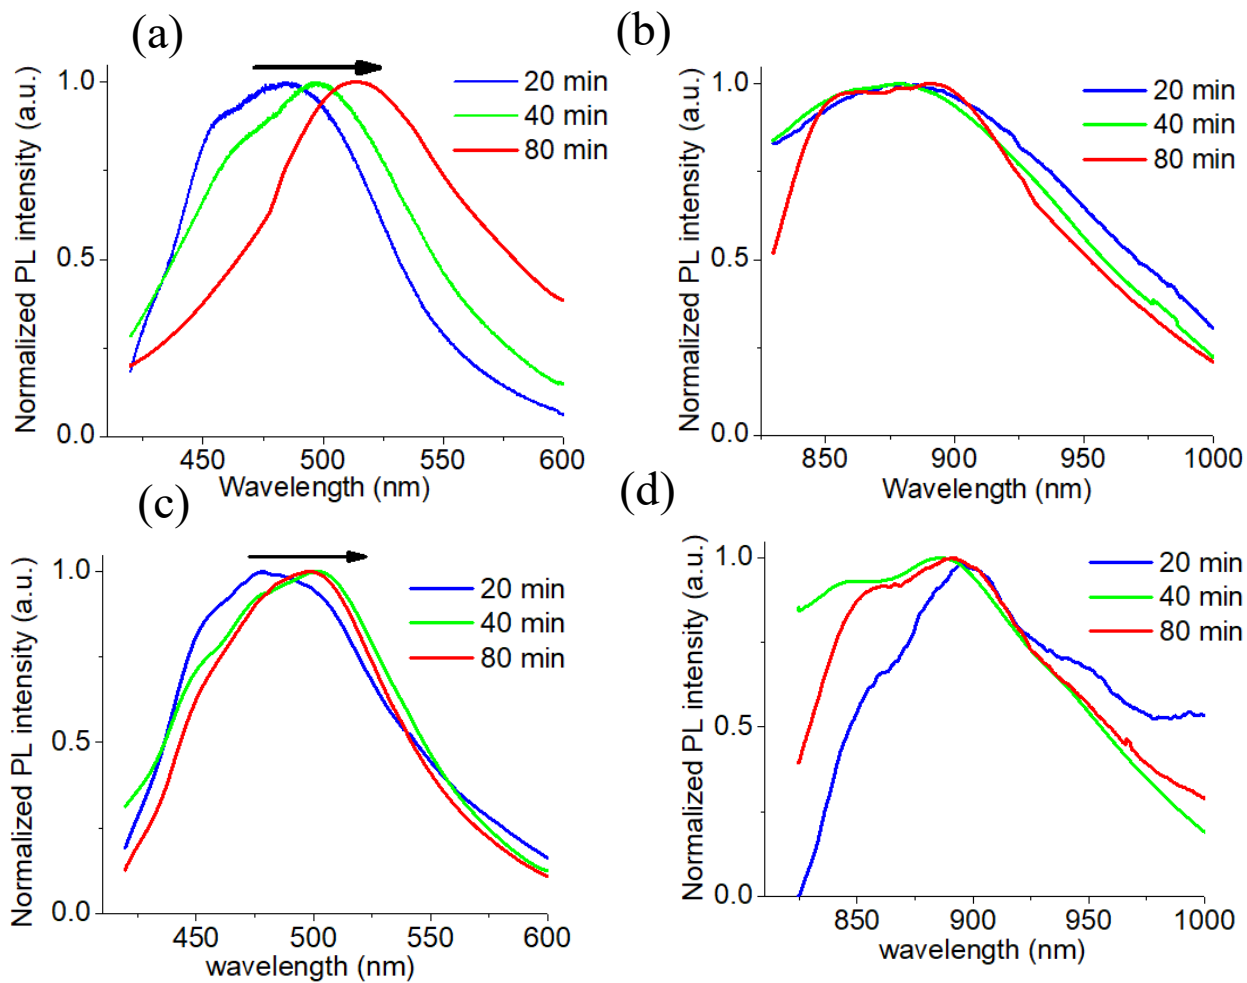 (a)
Normalized PL intensity (a.u.)
1.0
0.5
0.0
20 min
40 min
80 min
450 500 550 600
Wavelength (nm)
(b)
Normalized PL intensity (a.u.)
1.0
0.5
0.0
20 min
40 min
80 min
850 900 950 1000
Wavelength (nm)
(c)
Normalized PL intensity (a.u.)
1.0
0.5
0.0
20 min
40 min
80 min
450 500 550 600
wavelength (nm)
(d)
Normalized PL intensity (a.u.)
1.0
0.5
0.0
20 min
40 min
80 min
850 900 950 1000
wavelength (nm)